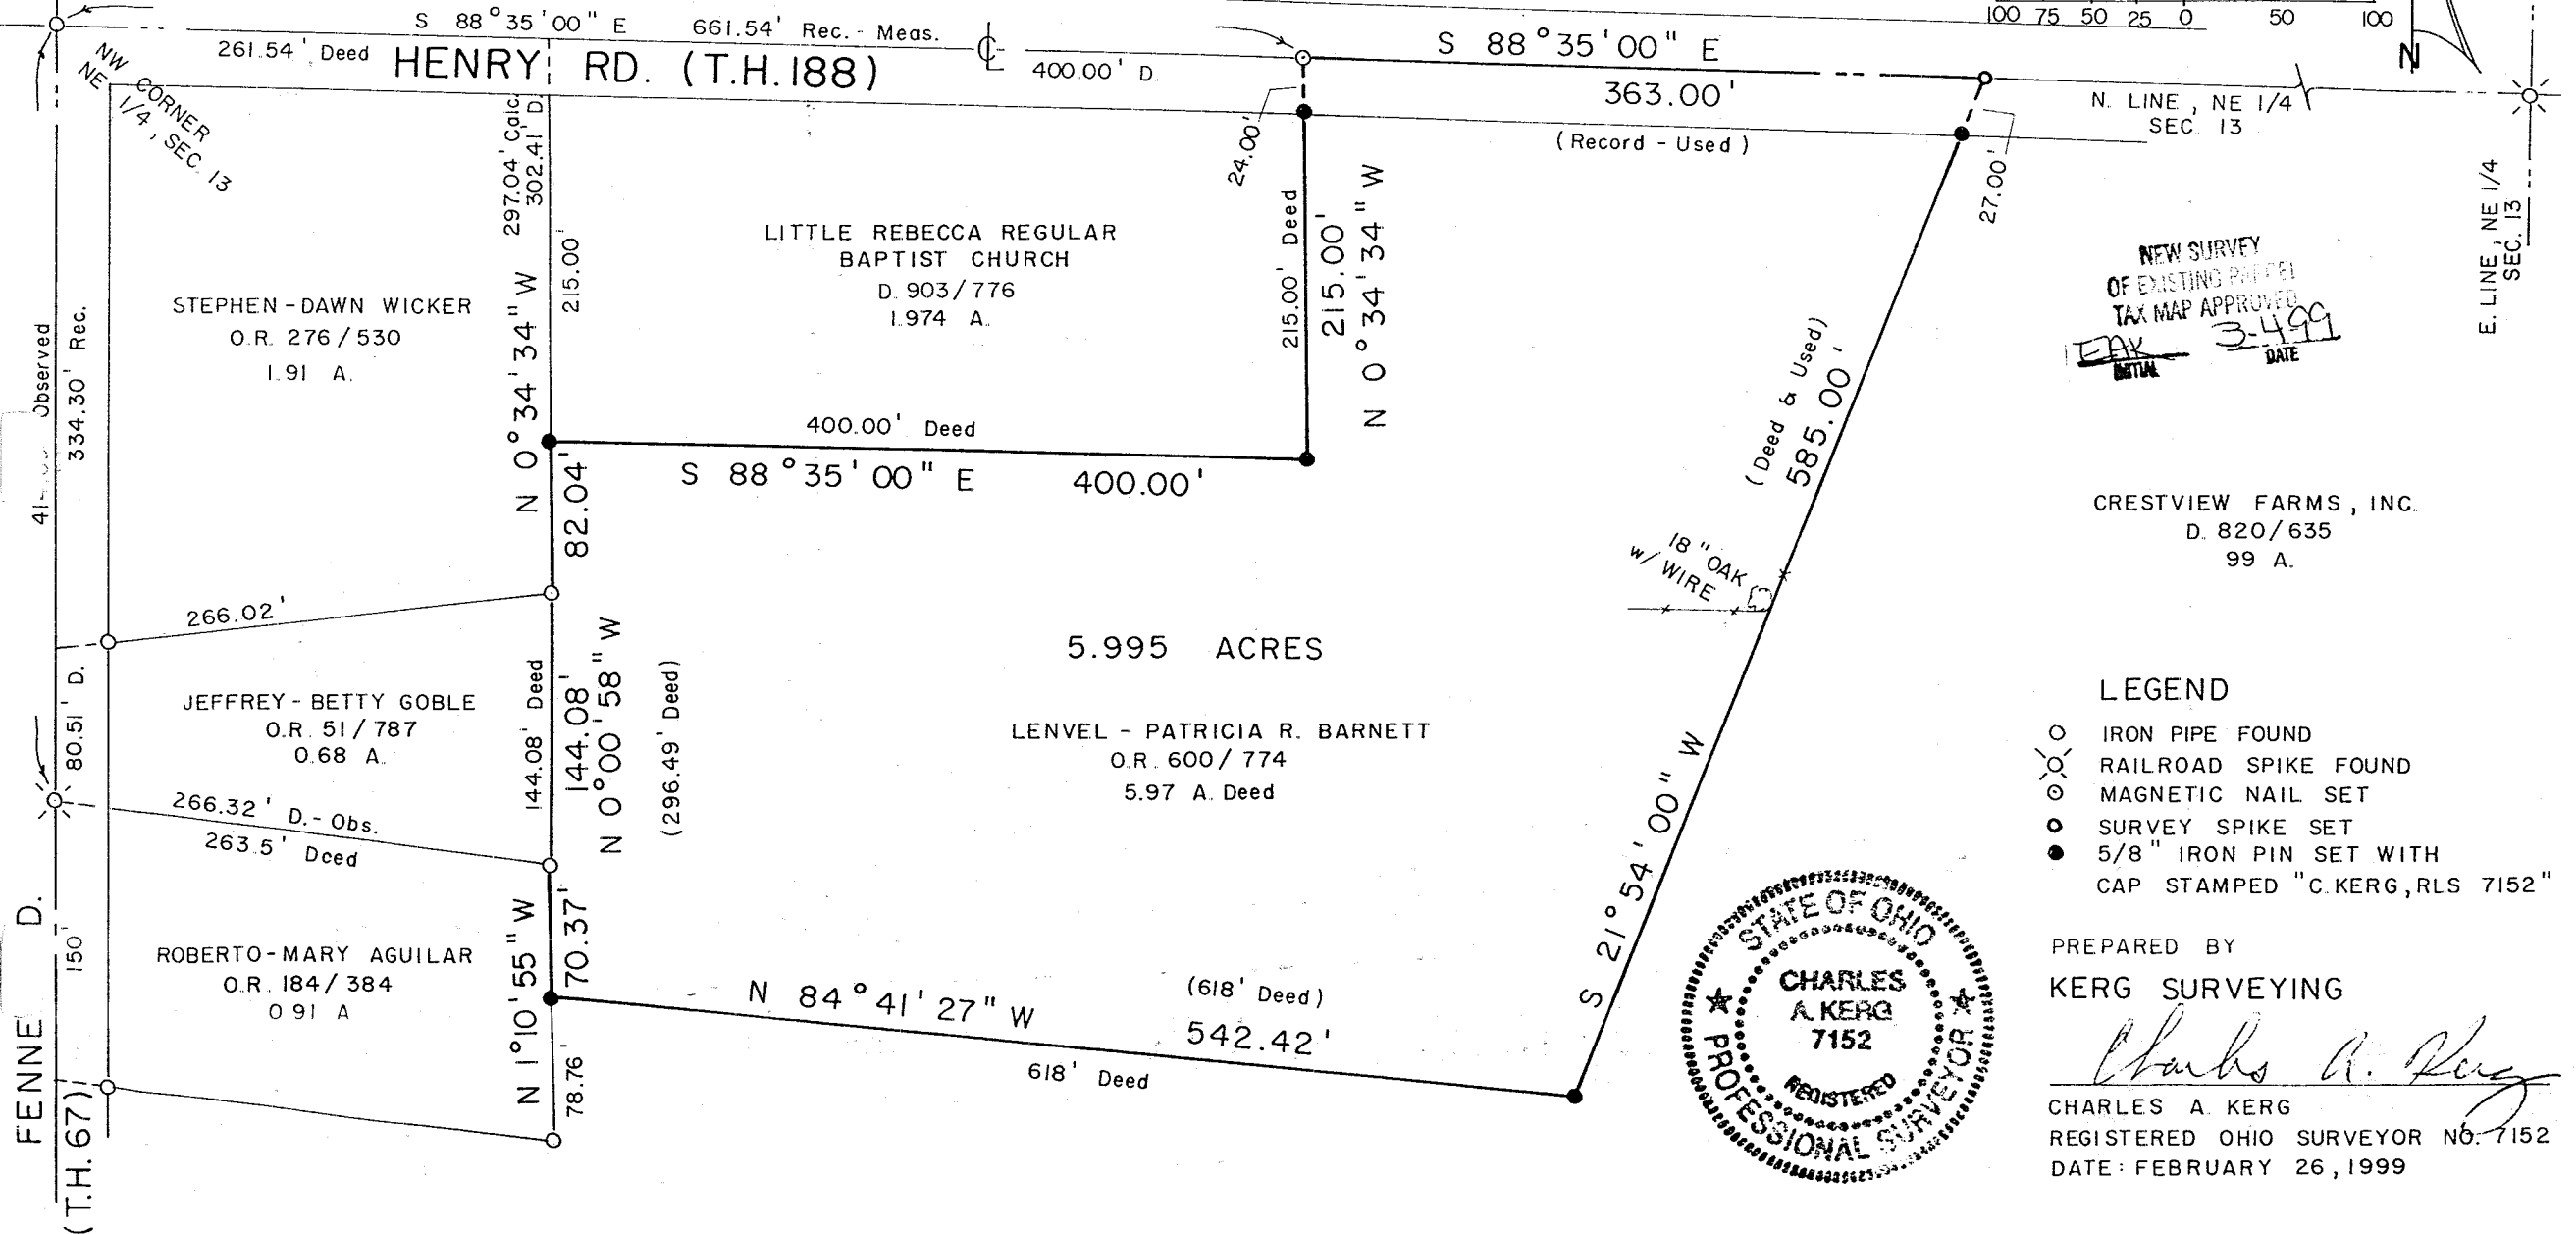 S 88°35'00" E 661.54' Rec. - Meas.
261.54' Deed
HENRY RD. (T.H. 188)
℄
400.00' D.
S 88°35'00" E
363.00'
(Record - Used)
100 75 50 25 0 50 100
N
N. LINE, NE 1/4
SEC. 13
E. LINE, NE 1/4
SEC. 13
NW CORNER
NE 1/4, SEC. 13
297.04' Calc.
302.41' D.
24.00'
27.00'
215.00'
N 0°34'34" W
LITTLE REBECCA REGULAR
BAPTIST CHURCH
D. 903/776
1.974 A.
215.00' Deed
215.00'
N 0°34'34" W
STEPHEN-DAWN WICKER
O.R. 276/530
1.91 A.
Observed
334.30' Rec.
NEW SURVEY
OF EXISTING PARCEL
TAX MAP APPROVED
EAK 3-4-99
INITIAL DATE
400.00' Deed
S 88°35'00" E 400.00'
82.04'
(Deed & Used)
585.00'
18" OAK
w/ WIRE
CRESTVIEW FARMS, INC.
D. 820/635
99 A.
266.02'
5.995 ACRES
LENVEL - PATRICIA R. BARNETT
O.R. 600/774
5.97 A. Deed
JEFFREY-BETTY GOBLE
O.R. 51/787
0.68 A.
80.51' D.
144.08' Deed
144.08'
N 0°00'58" W
(296.49' Deed)
266.32' D.-Obs.
263.5' Deed
S 21°54'00" W
LEGEND
IRON PIPE FOUND
RAILROAD SPIKE FOUND
MAGNETIC NAIL SET
SURVEY SPIKE SET
5/8" IRON PIN SET WITH
CAP STAMPED "C. KERG, RLS 7152"
ROBERTO-MARY AGUILAR
O.R. 184/384
0.91 A
150'
N 1°10'55" W
70.37'
78.76'
N 84°41'27" W
(618' Deed)
542.42'
618' Deed
FENNE D.
(T.H. 67)
STATE OF OHIO
CHARLES
A. KERG
7152
REGISTERED
PROFESSIONAL SURVEYOR
PREPARED BY
KERG SURVEYING
Charles A. Kerg
CHARLES A. KERG
REGISTERED OHIO SURVEYOR NO. 7152
DATE: FEBRUARY 26, 1999